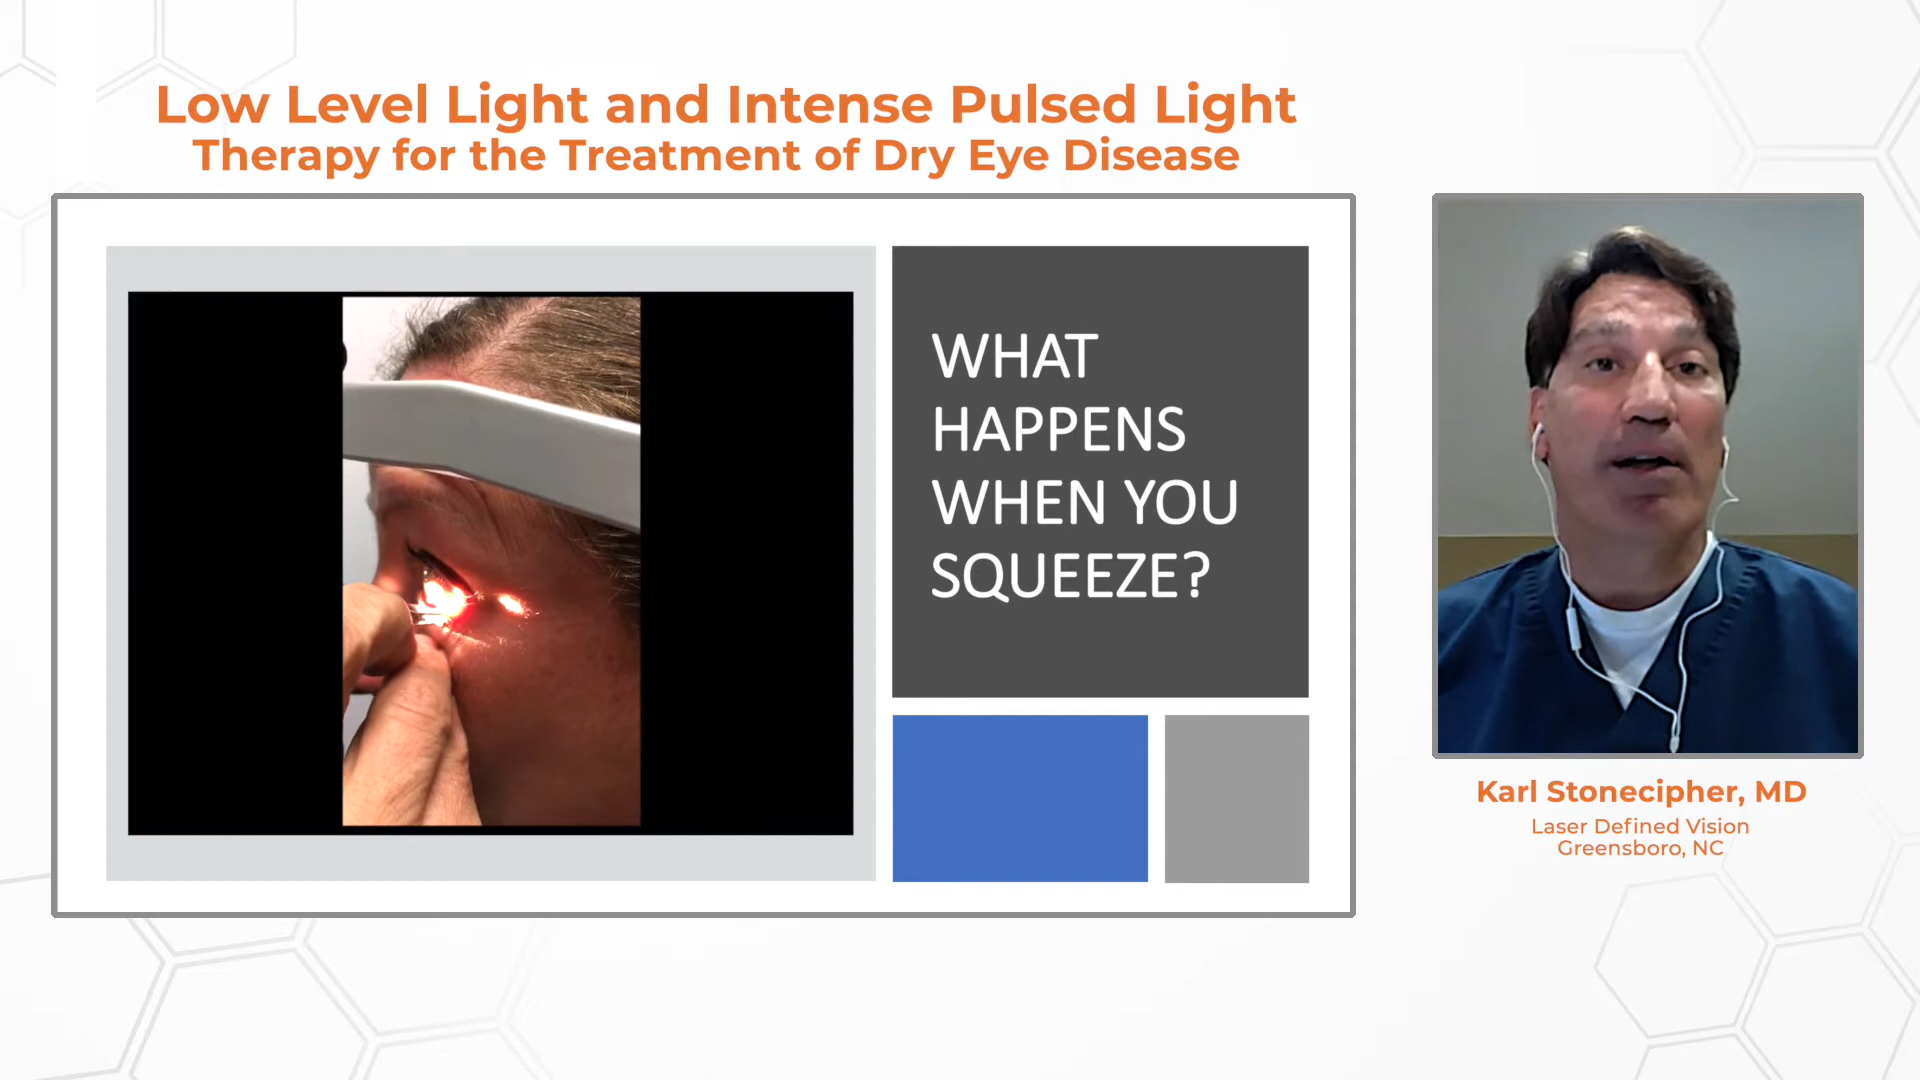 Low Level Light and Intense Pulsed Light
Therapy for the Treatment of Dry Eye Disease
WHAT
HAPPENS
WHEN YOU
SQUEEZE?
Karl Stonecipher, MD
Laser Defined Vision
Greensboro, NC